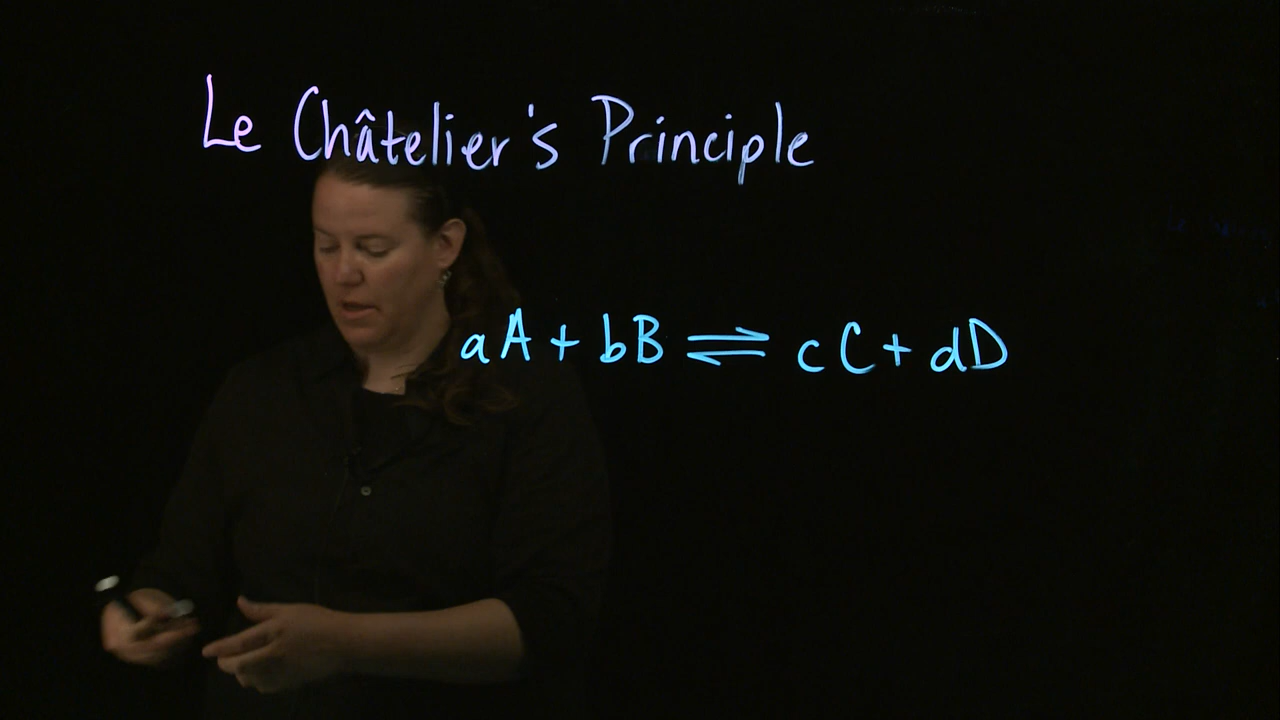 Le Châtelier's Principle
aA + bB ⇌ cC + dD